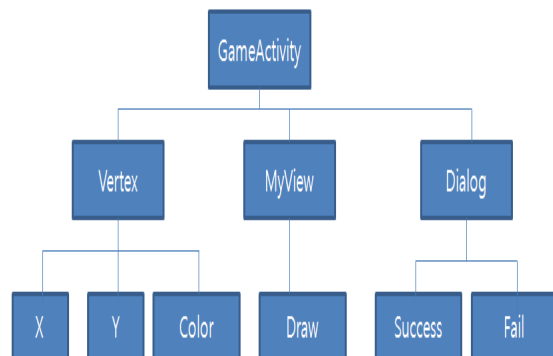 GameActivity
Vertex
MyView
Dialog
X
Y
Color
Draw
Success
Fail